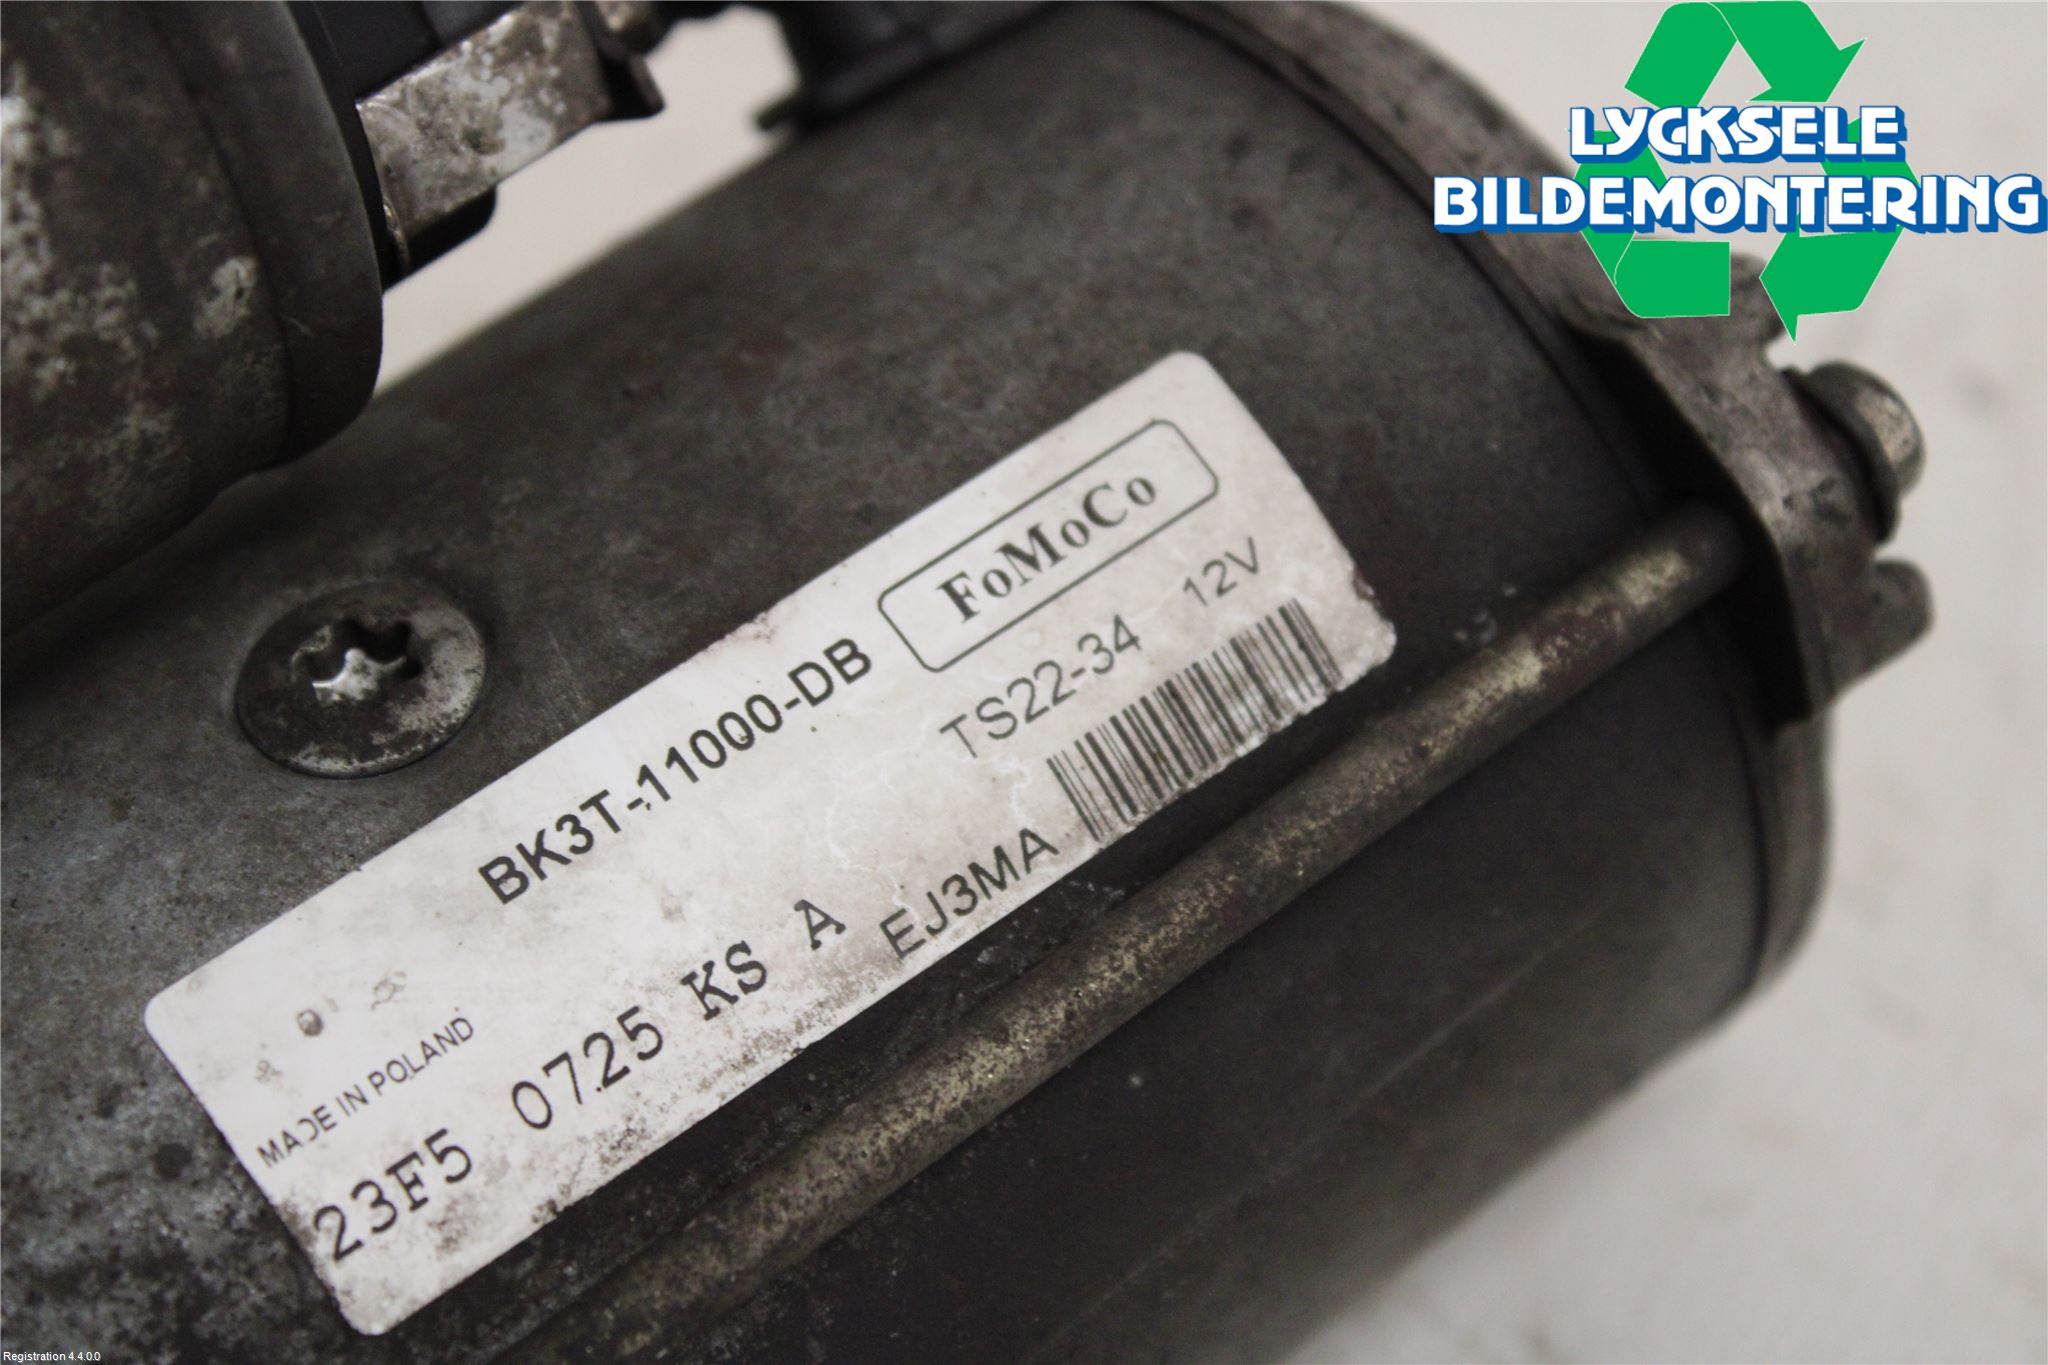 LYCKSELE
BILDEMONTERING
FoMoCo
BK3T-11000-DB
TS22-34 12V
EJ3MA
MADE IN POLAND
23F5 0725 KS A
Registration 4.4.0.0